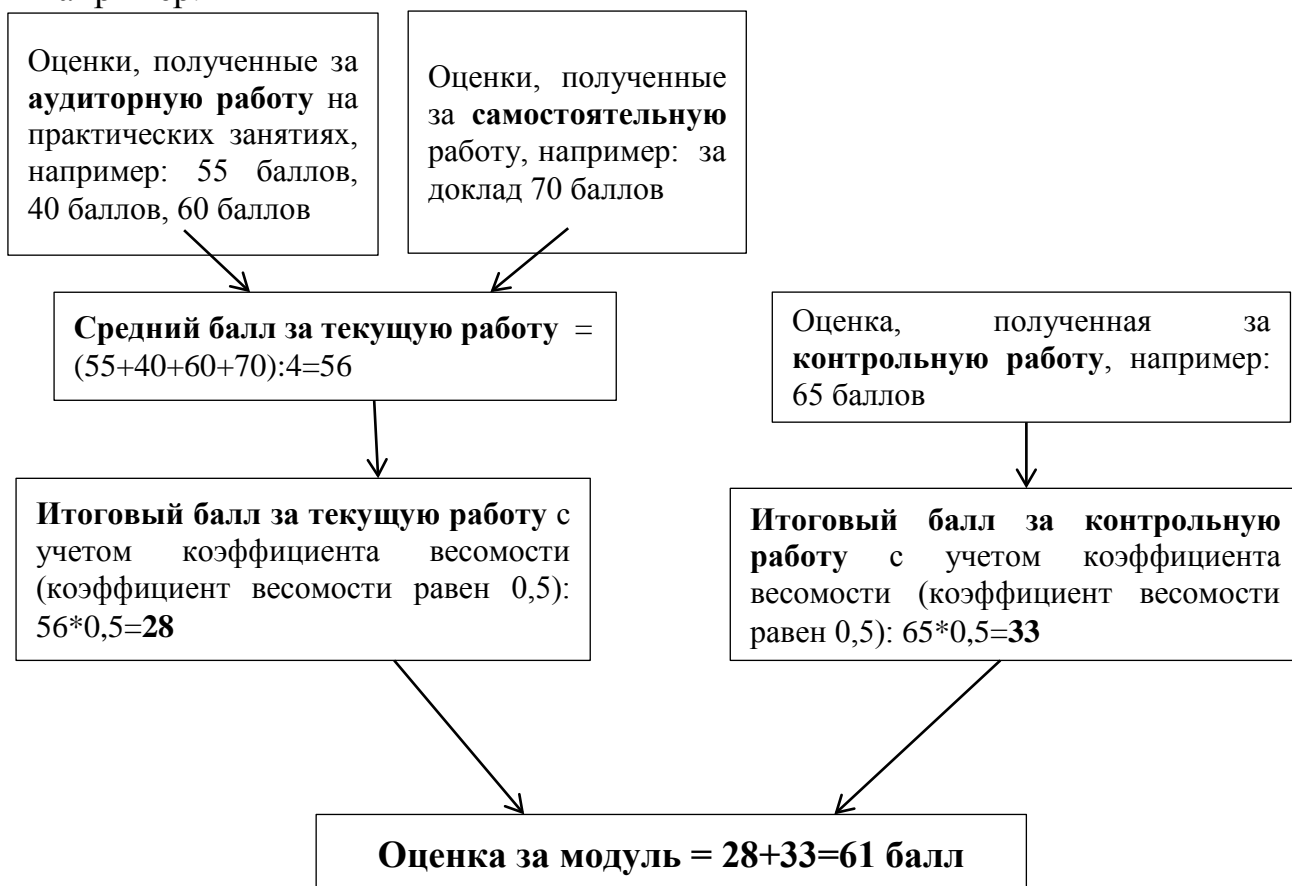 Оценки, полученные за
аудиторную работу на
практических занятиях,
например: 55 баллов,
40 баллов, 60 баллов
Оценки, полученные
за самостоятельную
работу, например: за
доклад 70 баллов
Средний балл за текущую работу =
(55+40+60+70):4=56
Оценка, полученная за
контрольную работу, например:
65 баллов
Итоговый балл за текущую работу с
учетом коэффициента весомости
(коэффициент весомости равен 0,5):
56*0,5=28
Итоговый балл за контрольную
работу с учетом коэффициента
весомости (коэффициент весомости
равен 0,5): 65*0,5=33
Оценка за модуль = 28+33=61 балл